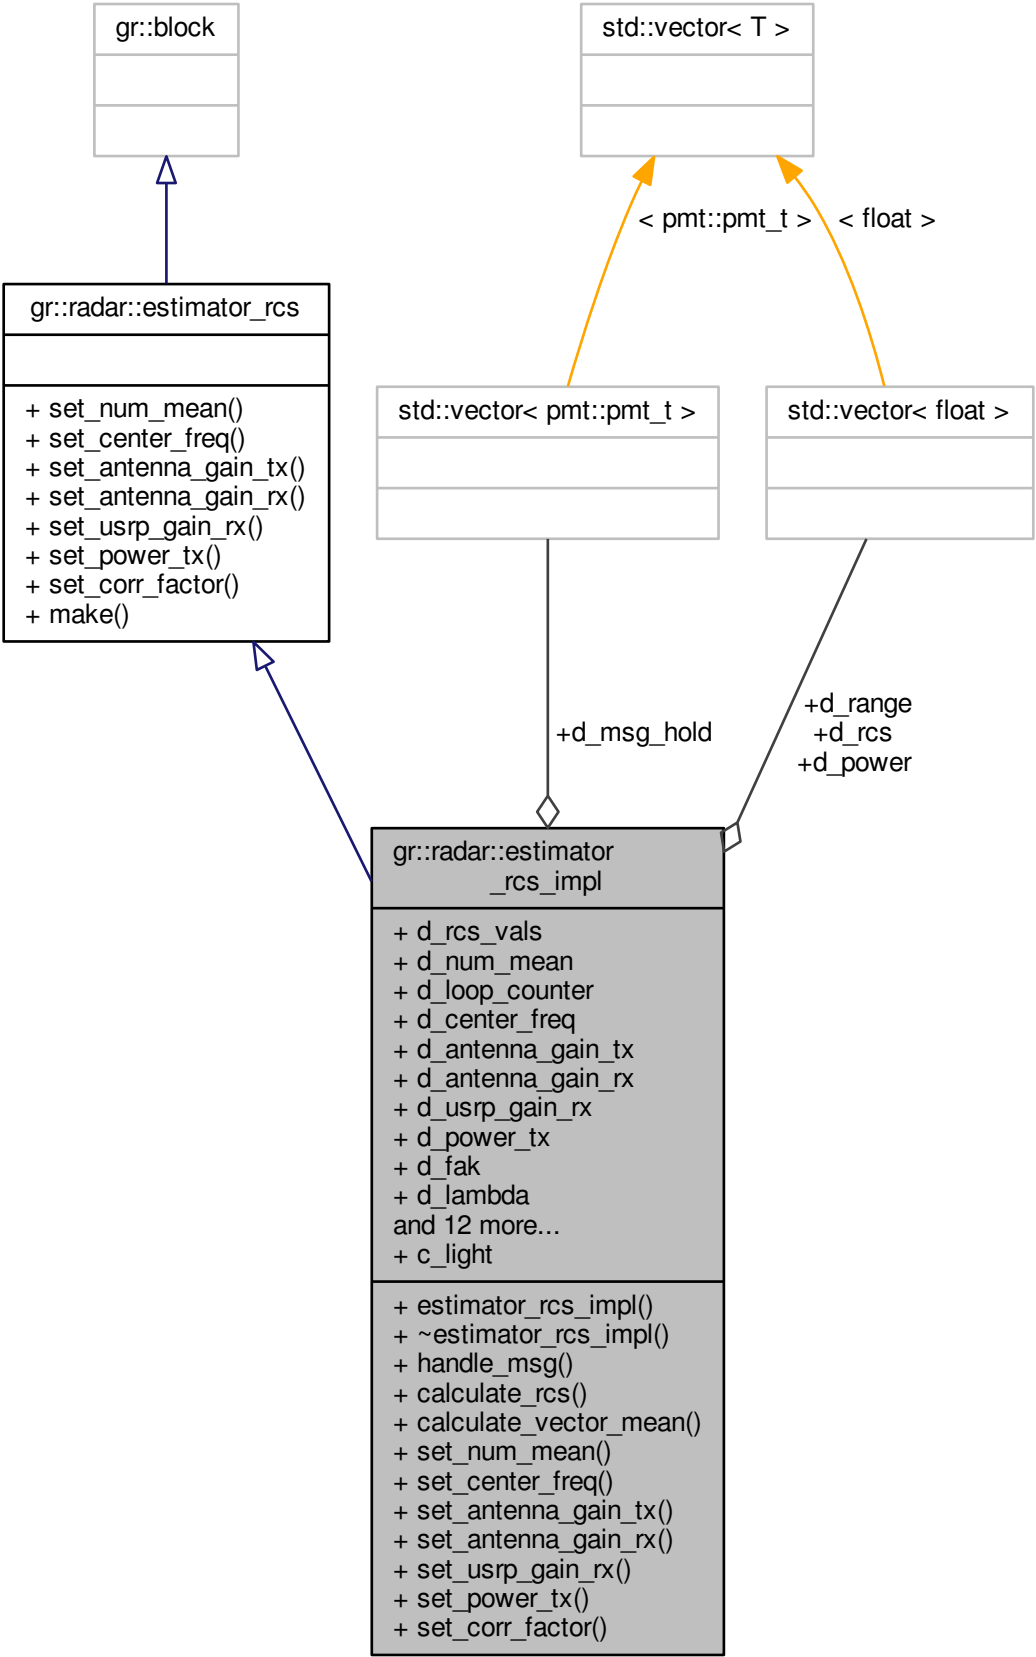 gr::block
std::vector< T >
< pmt::pmt_t >
< float >
gr::radar::estimator_rcs
+ set_num_mean()
+ set_center_freq()
+ set_antenna_gain_tx()
+ set_antenna_gain_rx()
+ set_usrp_gain_rx()
+ set_power_tx()
+ set_corr_factor()
+ make()
std::vector< pmt::pmt_t >
std::vector< float >
+d_msg_hold
+d_range
+d_rcs
+d_power
gr::radar::estimator
_rcs_impl
+ d_rcs_vals
+ d_num_mean
+ d_loop_counter
+ d_center_freq
+ d_antenna_gain_tx
+ d_antenna_gain_rx
+ d_usrp_gain_rx
+ d_power_tx
+ d_fak
+ d_lambda
and 12 more...
+ c_light
+ estimator_rcs_impl()
+ ~estimator_rcs_impl()
+ handle_msg()
+ calculate_rcs()
+ calculate_vector_mean()
+ set_num_mean()
+ set_center_freq()
+ set_antenna_gain_tx()
+ set_antenna_gain_rx()
+ set_usrp_gain_rx()
+ set_power_tx()
+ set_corr_factor()